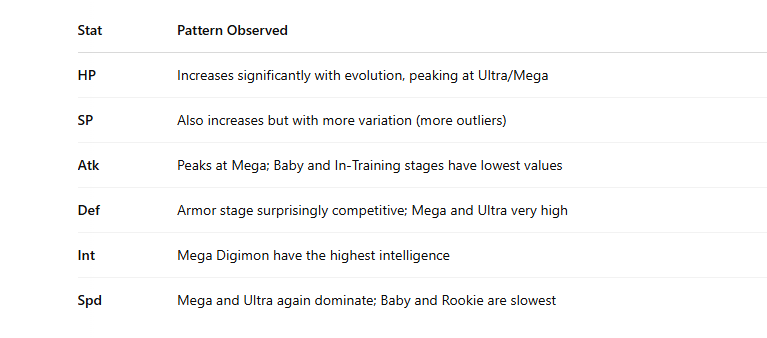 Stat Pattern Observed
HP Increases significantly with evolution, peaking at Ultra/Mega
SP Also increases but with more variation (more outliers)
Atk Peaks at Mega; Baby and In-Training stages have lowest values
Def Armor stage surprisingly competitive; Mega and Ultra very high
Int Mega Digimon have the highest intelligence
Spd Mega and Ultra again dominate; Baby and Rookie are slowest